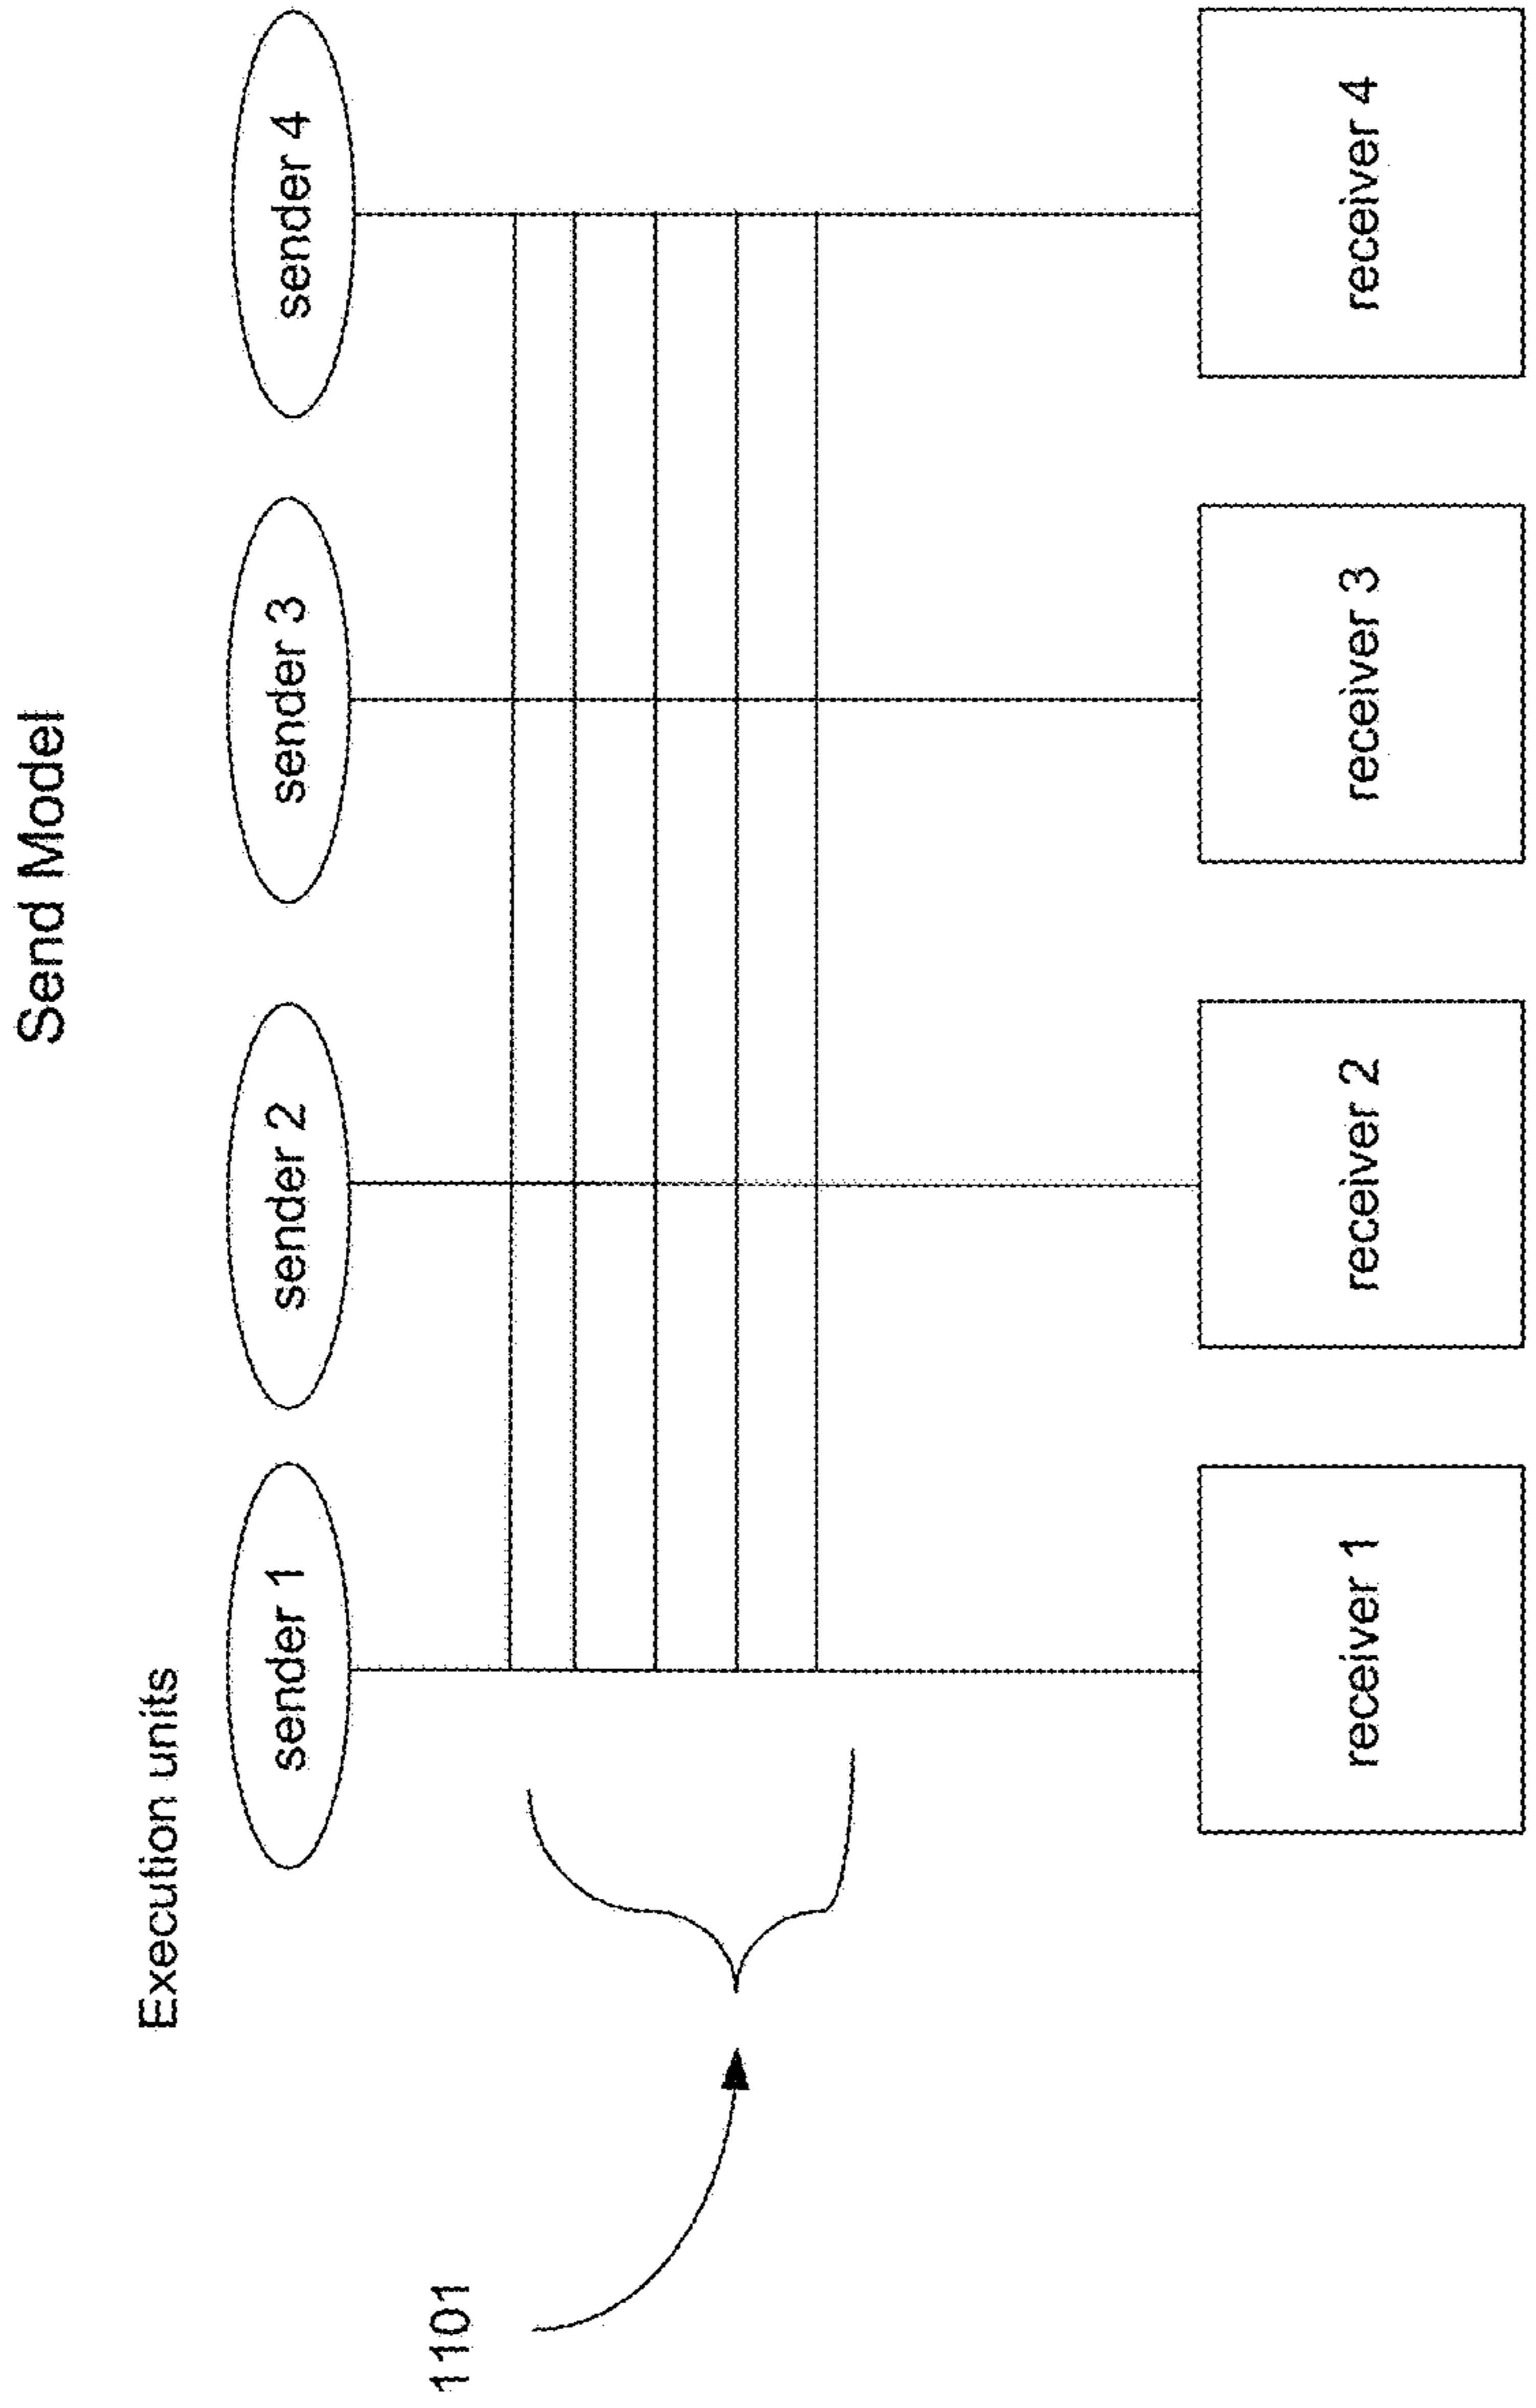 Send Model
Execution units
sender 1
sender 2
sender 3
sender 4
1101
receiver 1
receiver 2
receiver 3
receiver 4